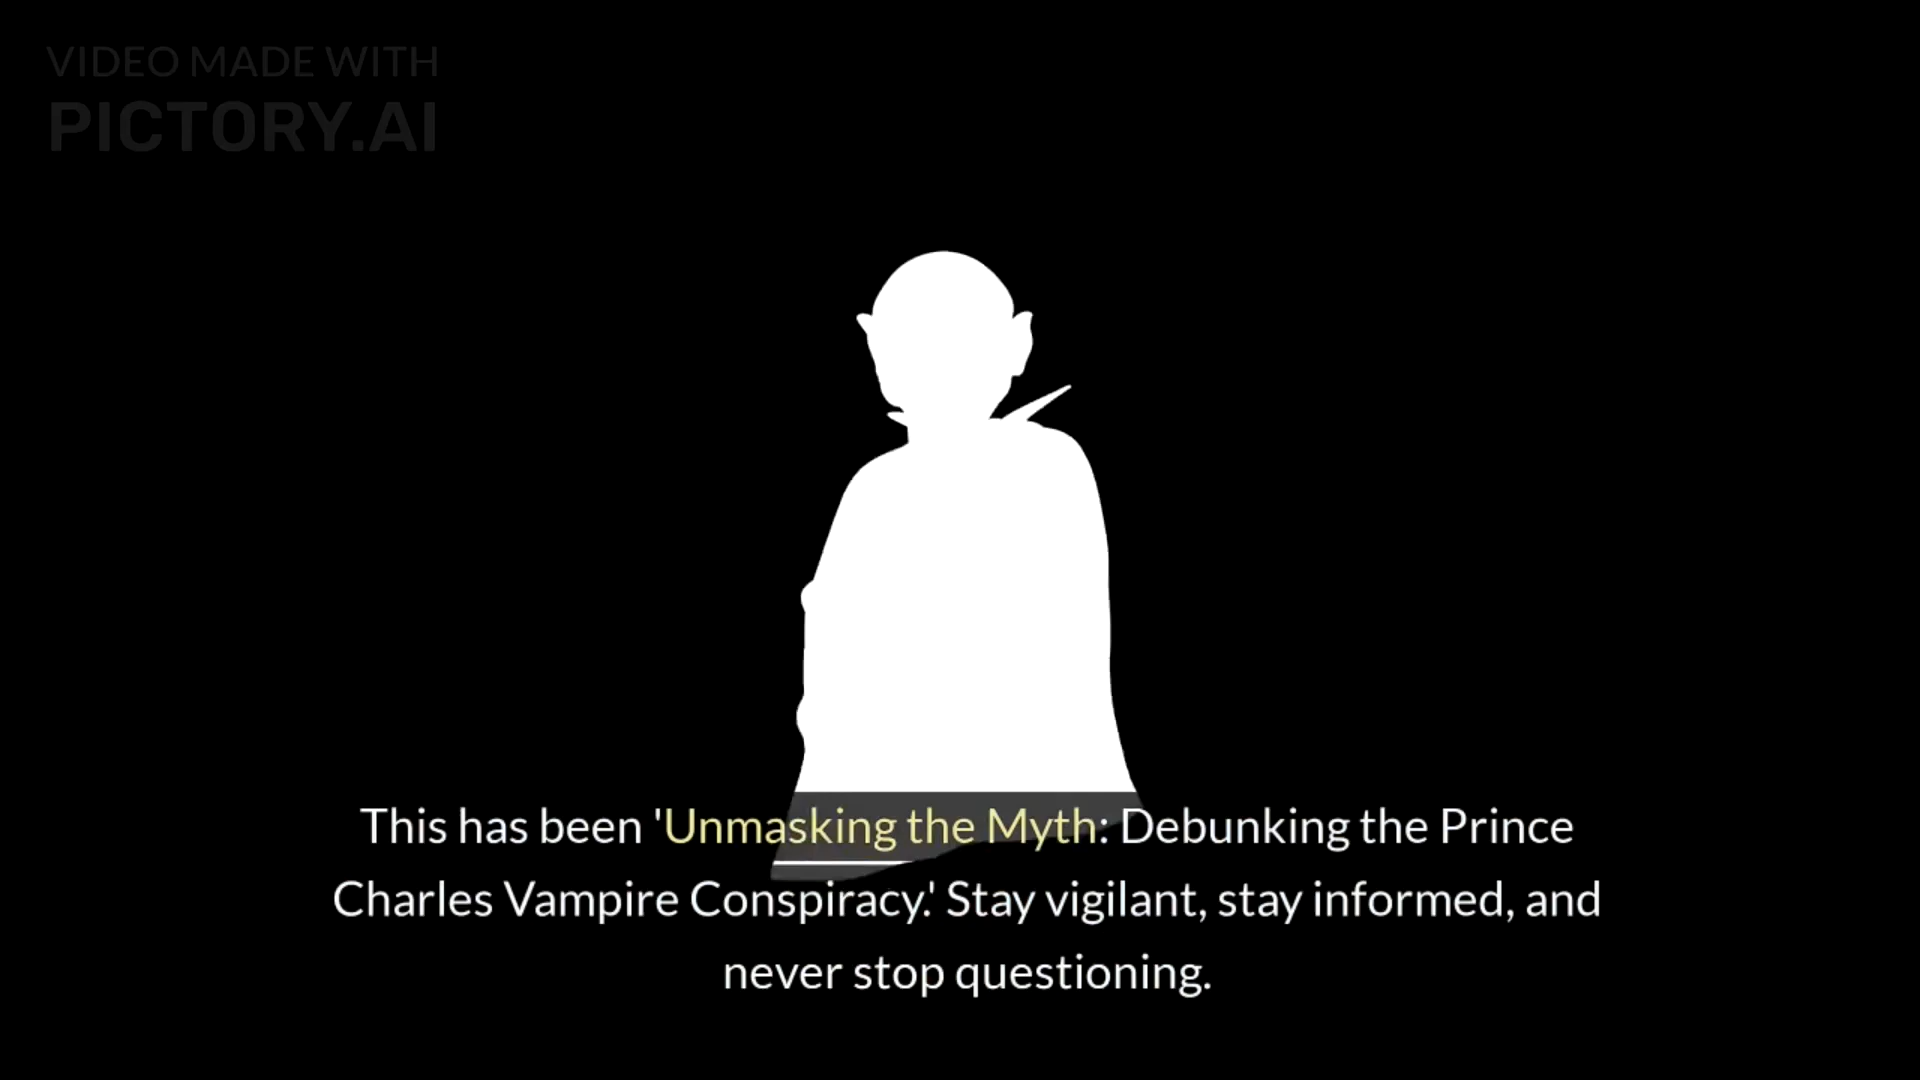 VIDEO MADE WITH
PICTORY.AI
This has been 'Unmasking the Myth: Debunking the Prince
Charles Vampire Conspiracy.' Stay vigilant, stay informed, and
never stop questioning.